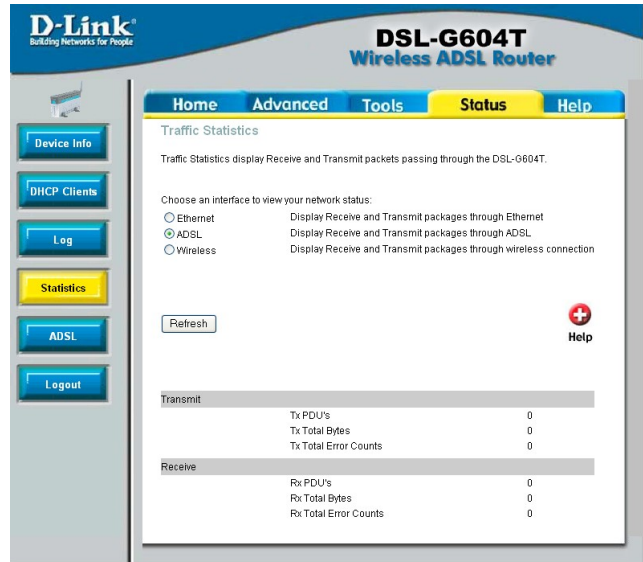 D-Link®
Building Networks for People
DSL-G604T
Wireless ADSL Router
Home Advanced Tools Status Help
Device Info
DHCP Clients
Log
Statistics
ADSL
Logout
Traffic Statistics
Traffic Statistics display Receive and Transmit packets passing through the DSL-G604T.
Choose an interface to view your network status:
Ethernet Display Receive and Transmit packages through Ethernet
ADSL Display Receive and Transmit packages through ADSL
Wireless Display Receive and Transmit packages through wireless connection
Refresh
Help
Transmit
Tx PDU's 0
Tx Total Bytes 0
Tx Total Error Counts 0
Receive
Rx PDU's 0
Rx Total Bytes 0
Rx Total Error Counts 0